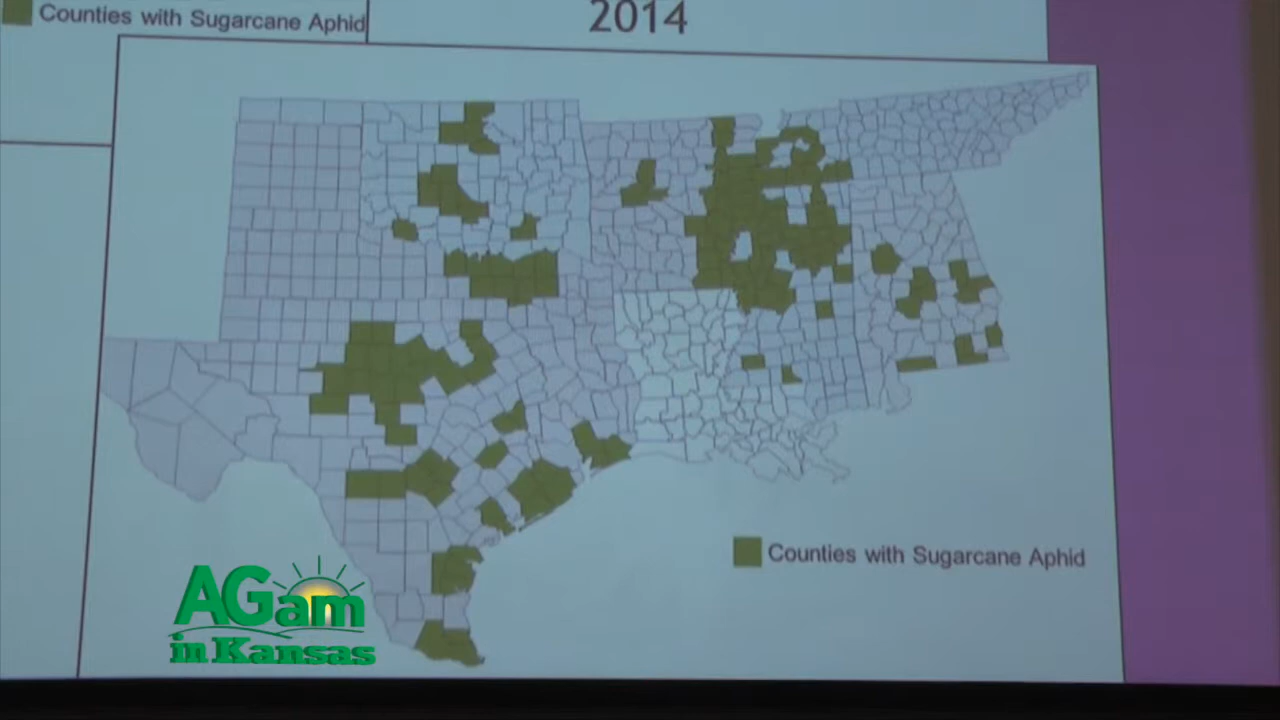 Counties with Sugarcane Aphid
2014
Counties with Sugarcane Aphid
AGam
in Kansas